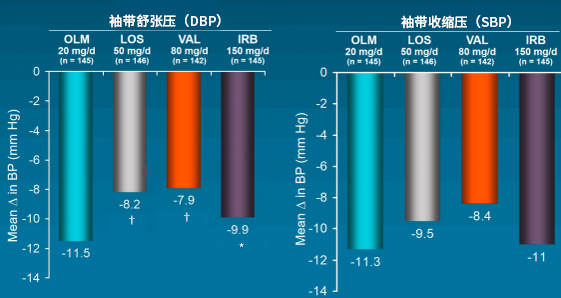 袖带舒张压（DBP）
OLM LOS VAL IRB
20 mg/d 50 mg/d 80 mg/d 150 mg/d
(n = 145) (n = 146) (n = 142) (n = 145)
Mean Δ in BP (mm Hg)
0
-2
-4
-6
-8
-10
-12
-14
-11.5
-8.2
†
-7.9
†
-9.9
*
袖带收缩压（SBP）
OLM LOS VAL IRB
20 mg/d 50 mg/d 80 mg/d 150 mg/d
(n = 145) (n = 146) (n = 142) (n = 145)
Mean Δ in BP (mm Hg)
0
-2
-4
-6
-8
-10
-12
-14
-11.3
-9.5
-8.4
-11